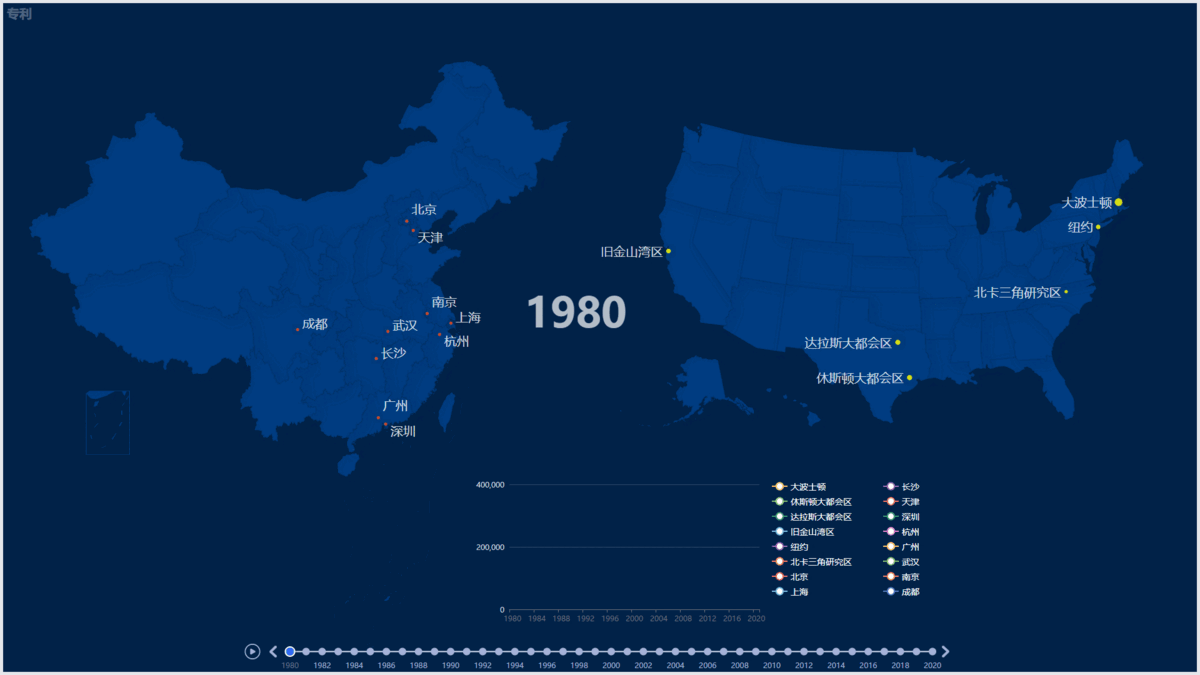 专利
北京
天津
南京
上海
成都
武汉
杭州
长沙
广州
深圳
1980
大波士顿
纽约
旧金山湾区
北卡三角研究区
达拉斯大都会区
休斯顿大都会区
400,000
200,000
0
1980 1984 1988 1992 1996 2000 2004 2008 2012 2016 2020
大波士顿 长沙
休斯顿大都会区 天津
达拉斯大都会区 深圳
旧金山湾区 杭州
纽约 广州
北卡三角研究区 武汉
北京 南京
上海 成都
1980 1982 1984 1986 1988 1990 1992 1994 1996 1998 2000 2002 2004 2006 2008 2010 2012 2014 2016 2018 2020